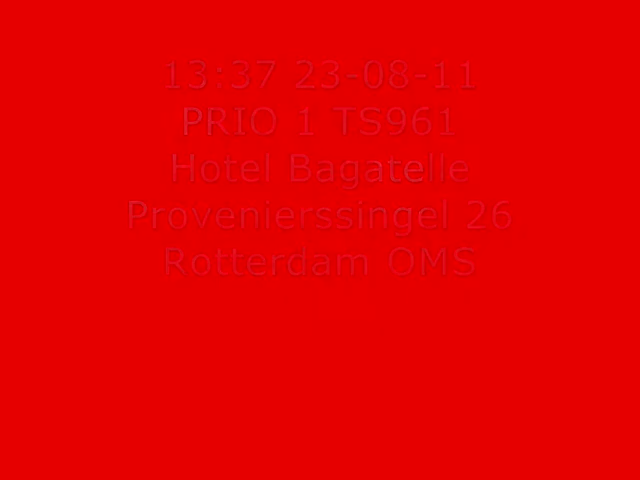 13:37 23-08-11
PRIO 1 TS961
Hotel Bagatelle
Provenierssingel 26
Rotterdam OMS